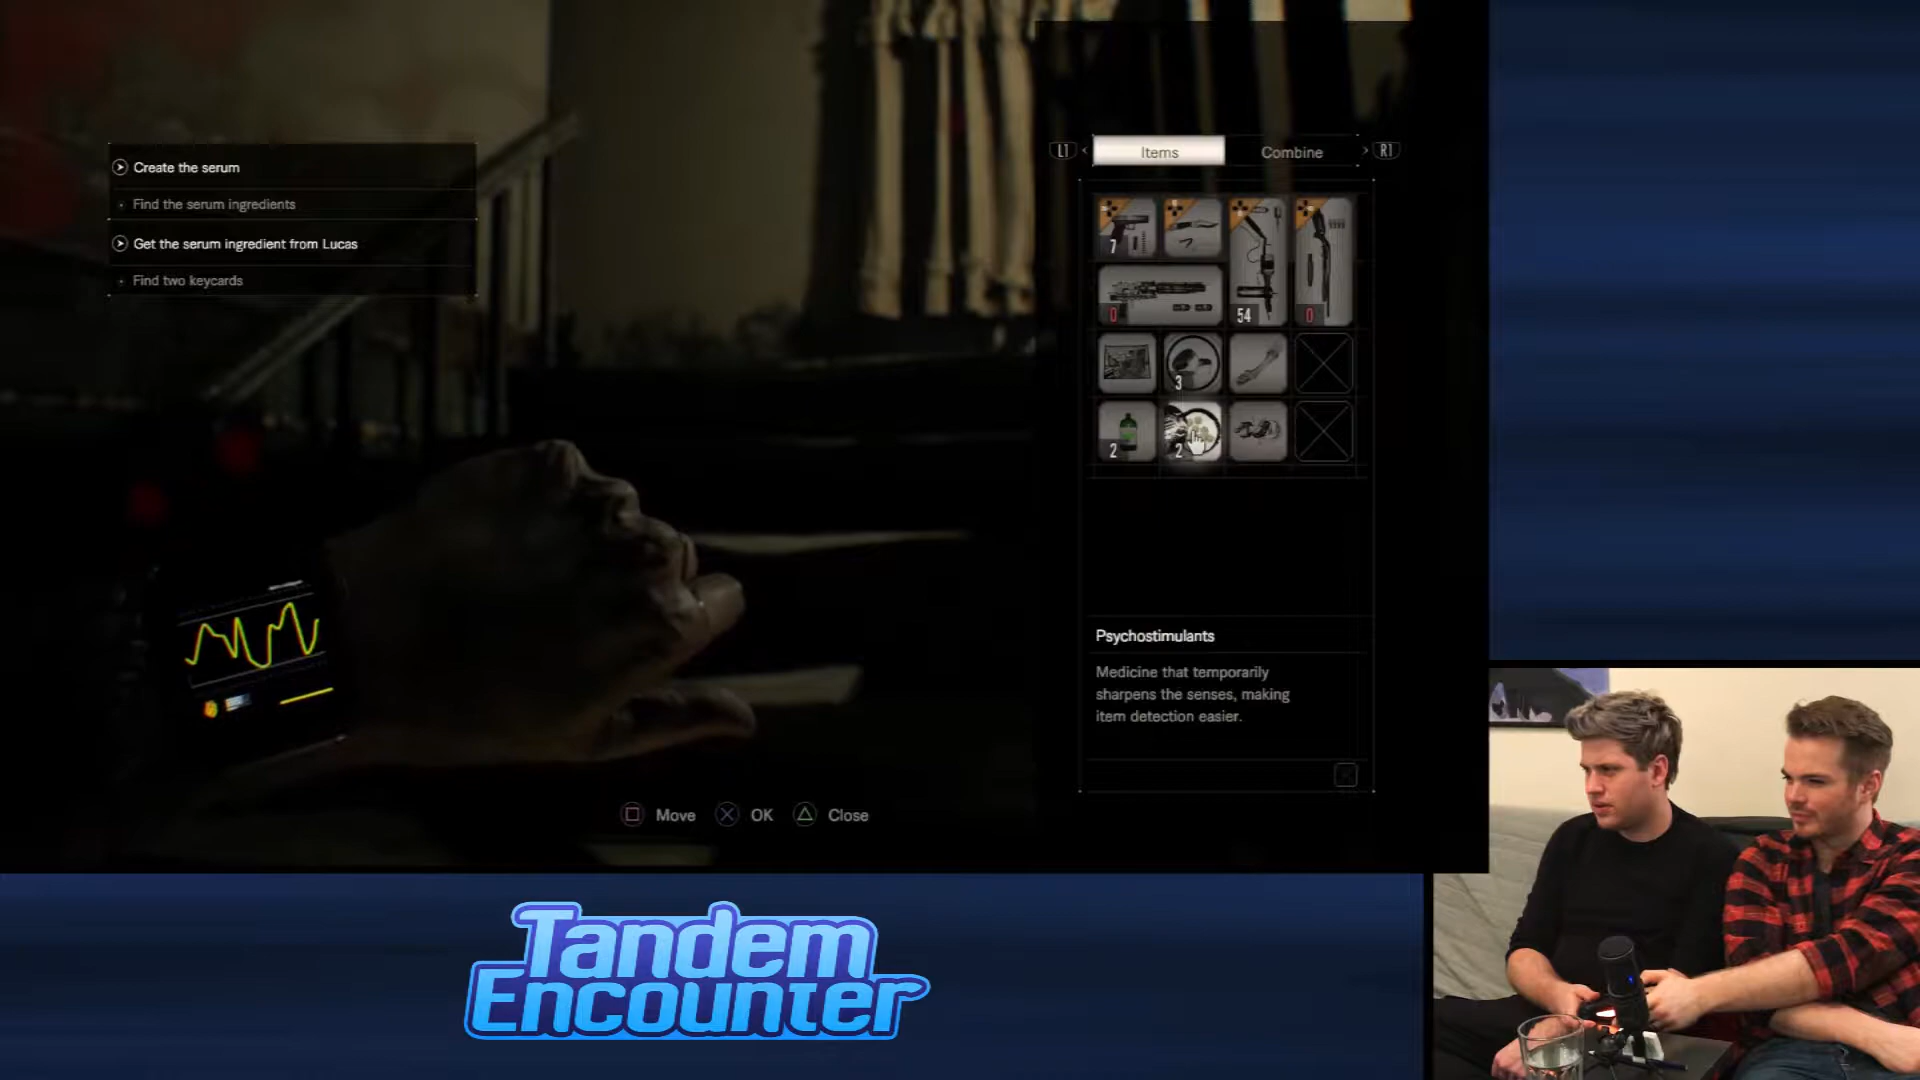 Create the serum
Find the serum ingredients
Get the serum ingredient from Lucas
Find two keycards
L1 Items Combine R1
7
0 54 0
3
2 2
Psychostimulants
Medicine that temporarily
sharpens the senses, making
item detection easier.
Move OK Close
Tandem
Encounter